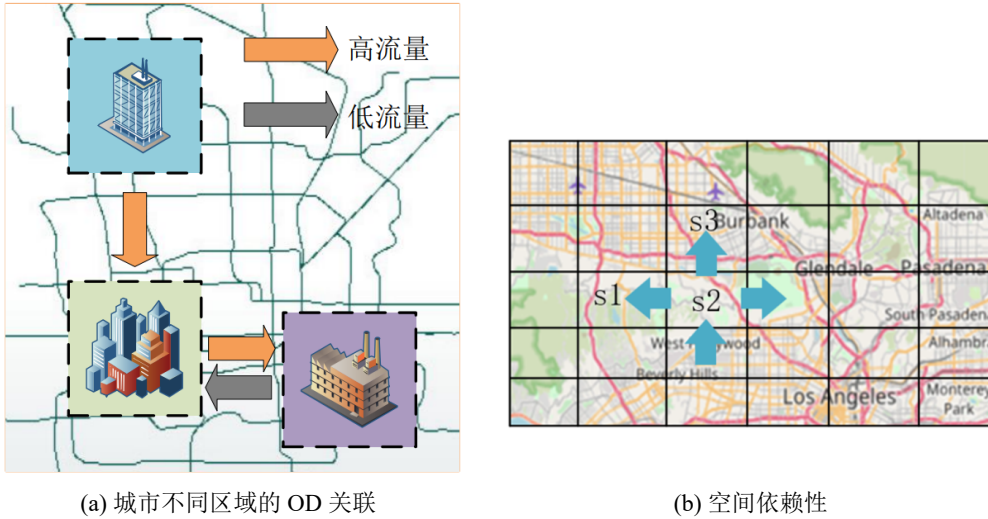 高流量
低流量
Burbank
Altadena
s3
Glendale
Pasadena
s1
s2
South Pasadena
West
wood
Alhambra
Beverly Hills
Los Angeles
Monterey
Park
(a) 城市不同区域的 OD 关联
(b) 空间依赖性